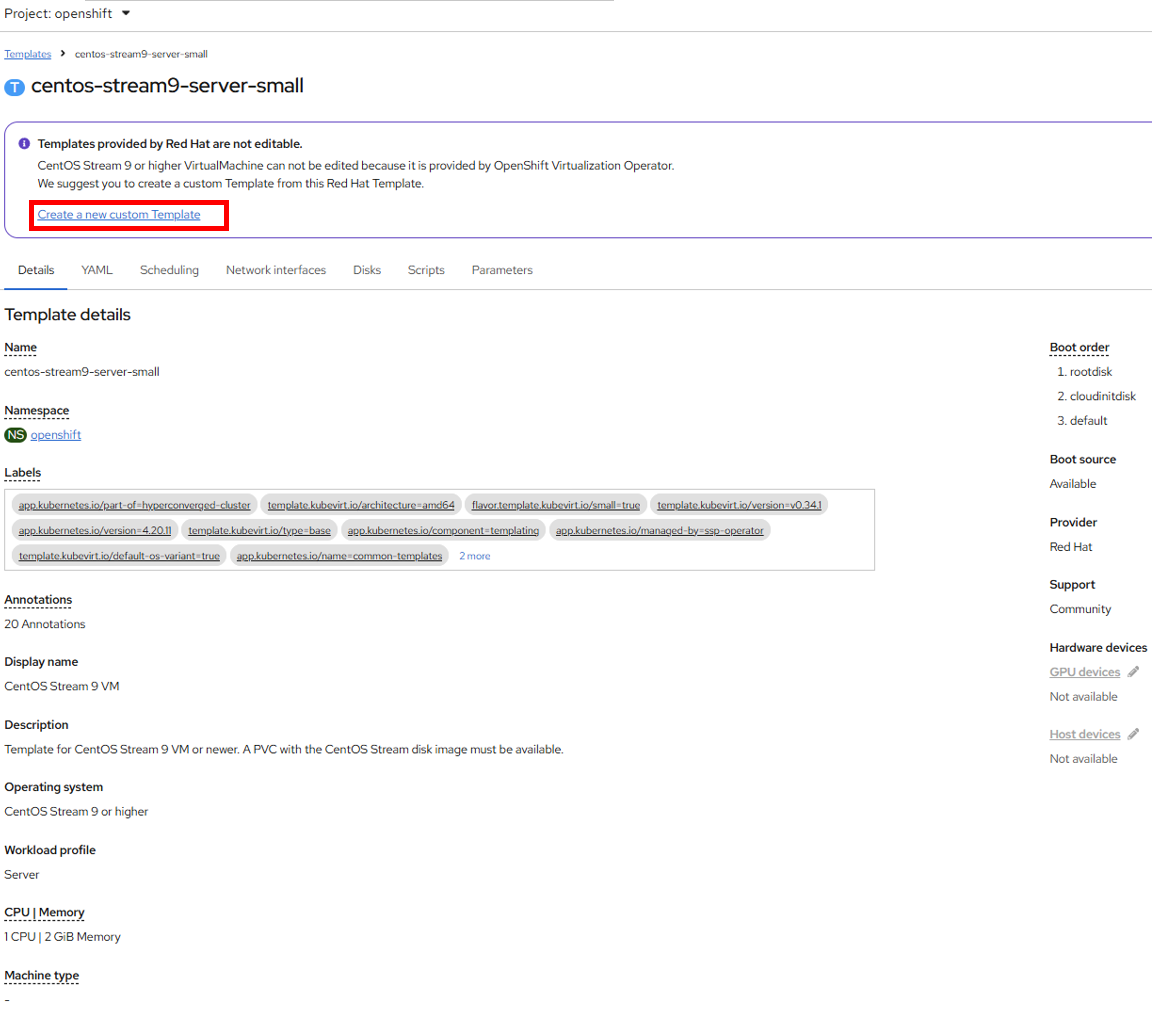 Project: openshift
Templates > centos-stream9-server-small
T centos-stream9-server-small
Templates provided by Red Hat are not editable.
CentOS Stream 9 or higher VirtualMachine can not be edited because it is provided by OpenShift Virtualization Operator.
We suggest you to create a custom Template from this Red Hat Template.
Create a new custom Template
Details YAML Scheduling Network interfaces Disks Scripts Parameters
Template details
Name
centos-stream9-server-small
Namespace
NS openshift
Labels
app.kubernetes.io/part-of=hyperconverged-cluster template.kubevirt.io/architecture=amd64 flavor.template.kubevirt.io/small=true template.kubevirt.io/version=v0.34.1
app.kubernetes.io/version=4.20.11 template.kubevirt.io/type=base app.kubernetes.io/component=templating app.kubernetes.io/managed-by=ssp-operator
template.kubevirt.io/default-os-variant=true app.kubernetes.io/name=common-templates 2 more
Annotations
20 Annotations
Display name
CentOS Stream 9 VM
Description
Template for CentOS Stream 9 VM or newer. A PVC with the CentOS Stream disk image must be available.
Operating system
CentOS Stream 9 or higher
Workload profile
Server
CPU | Memory
1 CPU | 2 GiB Memory
Machine type
-
Boot order
1. rootdisk
2. cloudinitdisk
3. default
Boot source
Available
Provider
Red Hat
Support
Community
Hardware devices
GPU devices
Not available
Host devices
Not available